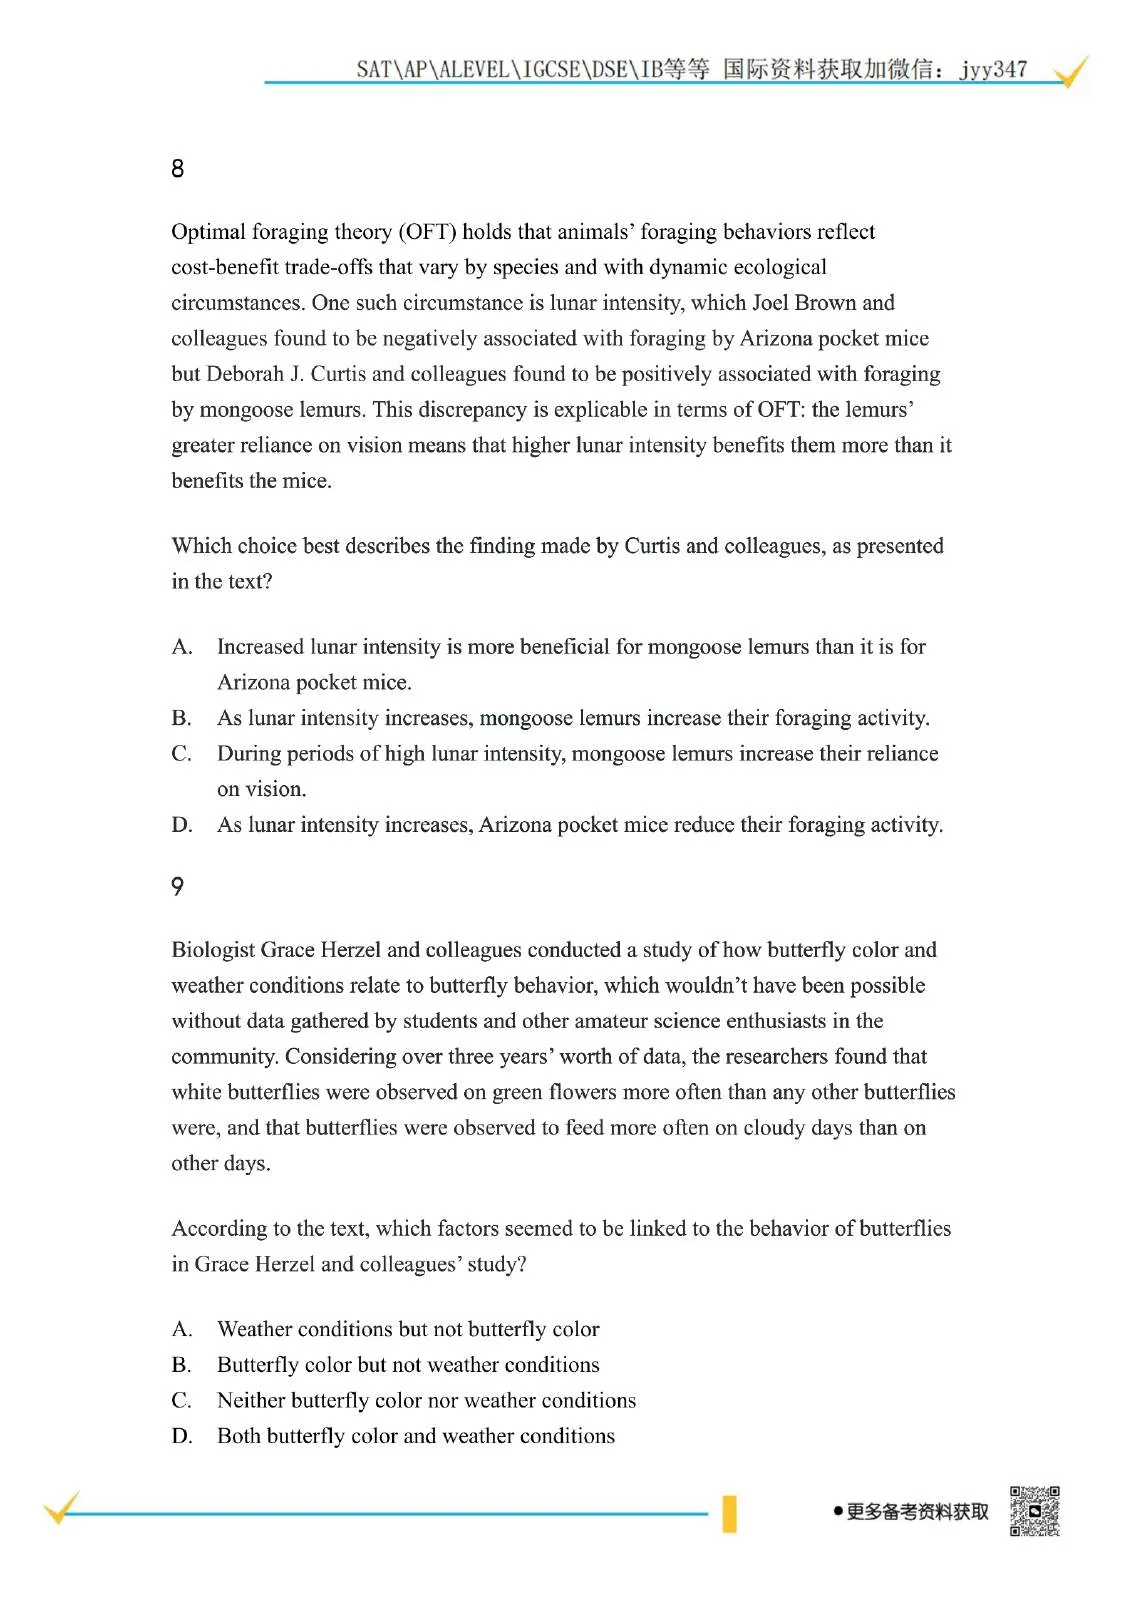 SAT\AP\ALEVEL\IGCSE\DSE\IB等等 国际资料获取加微信：jyy347
8
Optimal foraging theory (OFT) holds that animals’ foraging behaviors reflect
cost-benefit trade-offs that vary by species and with dynamic ecological
circumstances. One such circumstance is lunar intensity, which Joel Brown and
colleagues found to be negatively associated with foraging by Arizona pocket mice
but Deborah J. Curtis and colleagues found to be positively associated with foraging
by mongoose lemurs. This discrepancy is explicable in terms of OFT: the lemurs’
greater reliance on vision means that higher lunar intensity benefits them more than it
benefits the mice.
Which choice best describes the finding made by Curtis and colleagues, as presented
in the text?
A. Increased lunar intensity is more beneficial for mongoose lemurs than it is for
Arizona pocket mice.
B. As lunar intensity increases, mongoose lemurs increase their foraging activity.
C. During periods of high lunar intensity, mongoose lemurs increase their reliance
on vision.
D. As lunar intensity increases, Arizona pocket mice reduce their foraging activity.
9
Biologist Grace Herzel and colleagues conducted a study of how butterfly color and
weather conditions relate to butterfly behavior, which wouldn’t have been possible
without data gathered by students and other amateur science enthusiasts in the
community. Considering over three years’ worth of data, the researchers found that
white butterflies were observed on green flowers more often than any other butterflies
were, and that butterflies were observed to feed more often on cloudy days than on
other days.
According to the text, which factors seemed to be linked to the behavior of butterflies
in Grace Herzel and colleagues’ study?
A. Weather conditions but not butterfly color
B. Butterfly color but not weather conditions
C. Neither butterfly color nor weather conditions
D. Both butterfly color and weather conditions
●更多备考资料获取